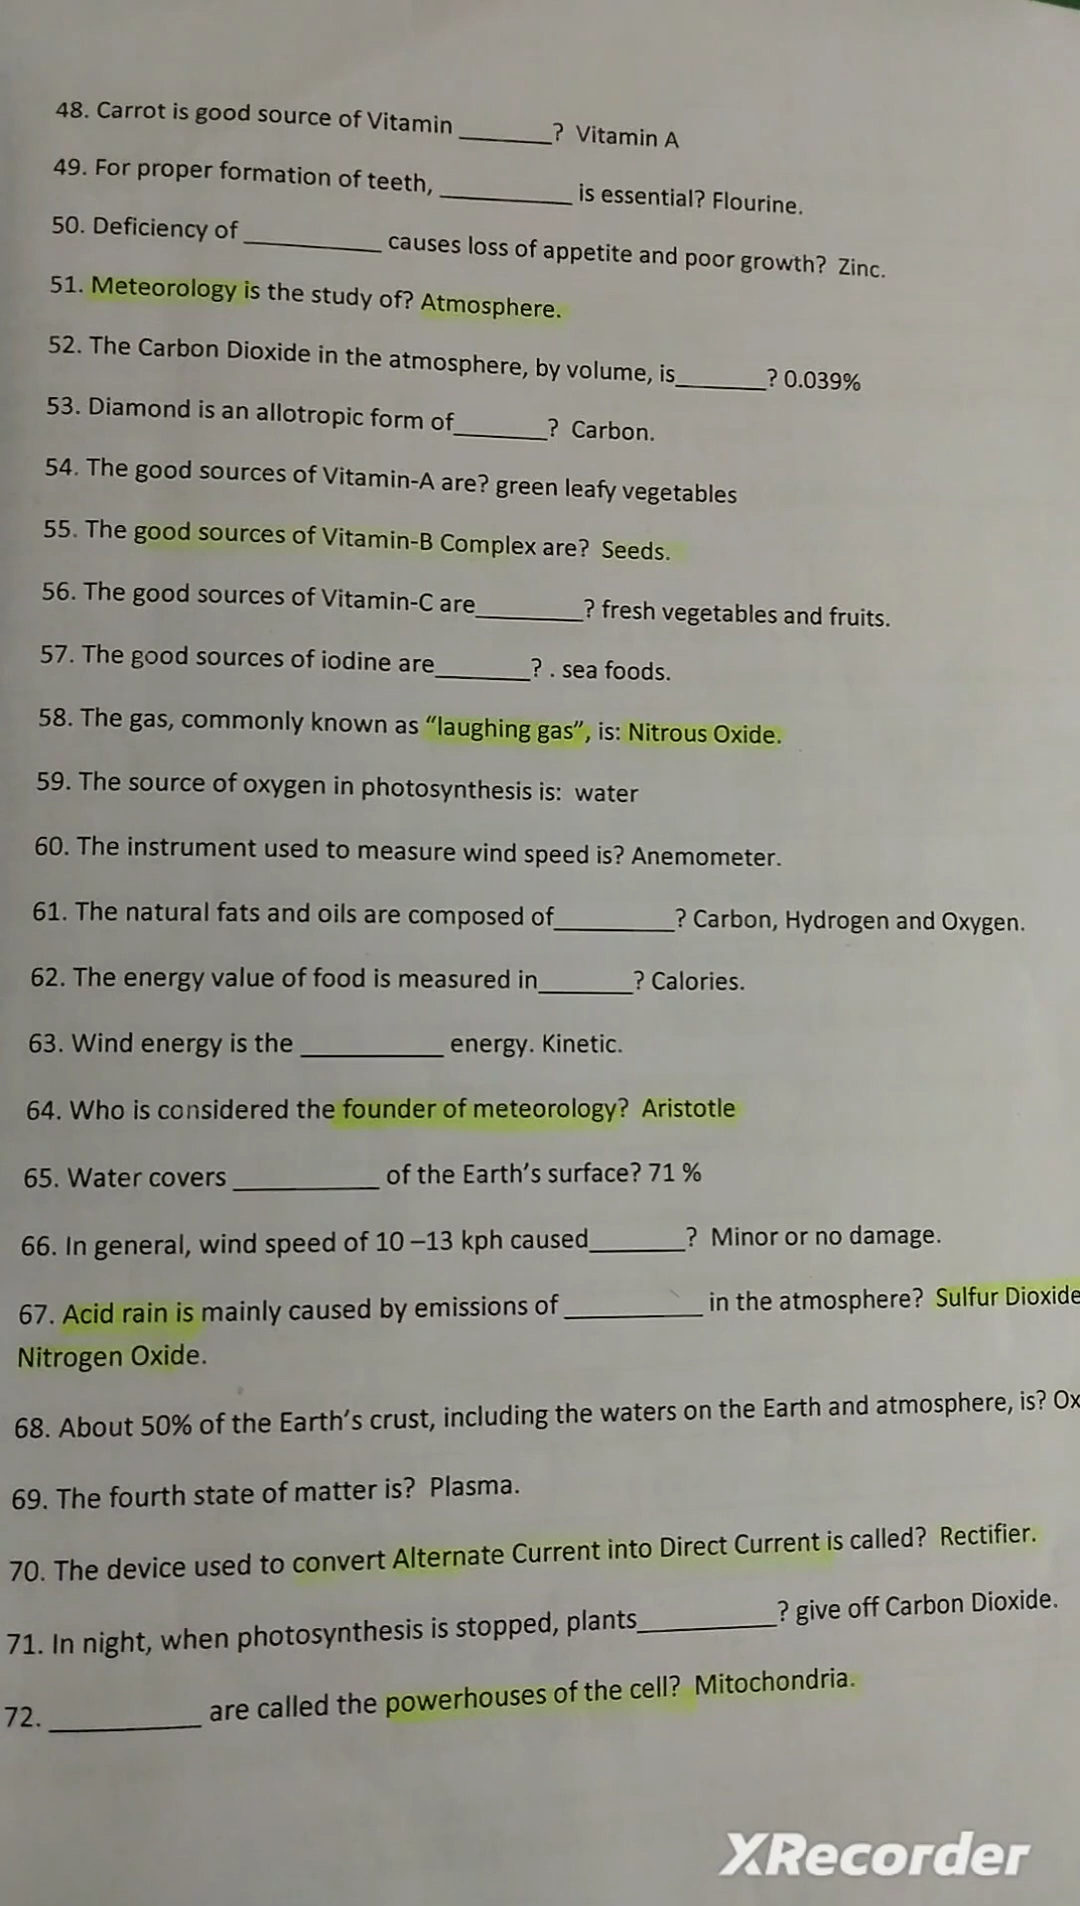 48. Carrot is good source of Vitamin _______? Vitamin A
49. For proper formation of teeth, __________ is essential? Flourine.
50. Deficiency of __________ causes loss of appetite and poor growth? Zinc.
51. Meteorology is the study of? Atmosphere.
52. The Carbon Dioxide in the atmosphere, by volume, is_______? 0.039%
53. Diamond is an allotropic form of_______? Carbon.
54. The good sources of Vitamin-A are? green leafy vegetables
55. The good sources of Vitamin-B Complex are? Seeds.
56. The good sources of Vitamin-C are________? fresh vegetables and fruits.
57. The good sources of iodine are_______? . sea foods.
58. The gas, commonly known as “laughing gas”, is: Nitrous Oxide.
59. The source of oxygen in photosynthesis is: water
60. The instrument used to measure wind speed is? Anemometer.
61. The natural fats and oils are composed of_________? Carbon, Hydrogen and Oxygen.
62. The energy value of food is measured in_______? Calories.
63. Wind energy is the __________ energy. Kinetic.
64. Who is considered the founder of meteorology? Aristotle
65. Water covers __________ of the Earth’s surface? 71 %
66. In general, wind speed of 10 –13 kph caused_______? Minor or no damage.
67. Acid rain is mainly caused by emissions of __________ in the atmosphere? Sulfur Dioxide
Nitrogen Oxide.
68. About 50% of the Earth’s crust, including the waters on the Earth and atmosphere, is? Ox
69. The fourth state of matter is? Plasma.
70. The device used to convert Alternate Current into Direct Current is called? Rectifier.
71. In night, when photosynthesis is stopped, plants__________? give off Carbon Dioxide.
72. __________ are called the powerhouses of the cell? Mitochondria.
XRecorder